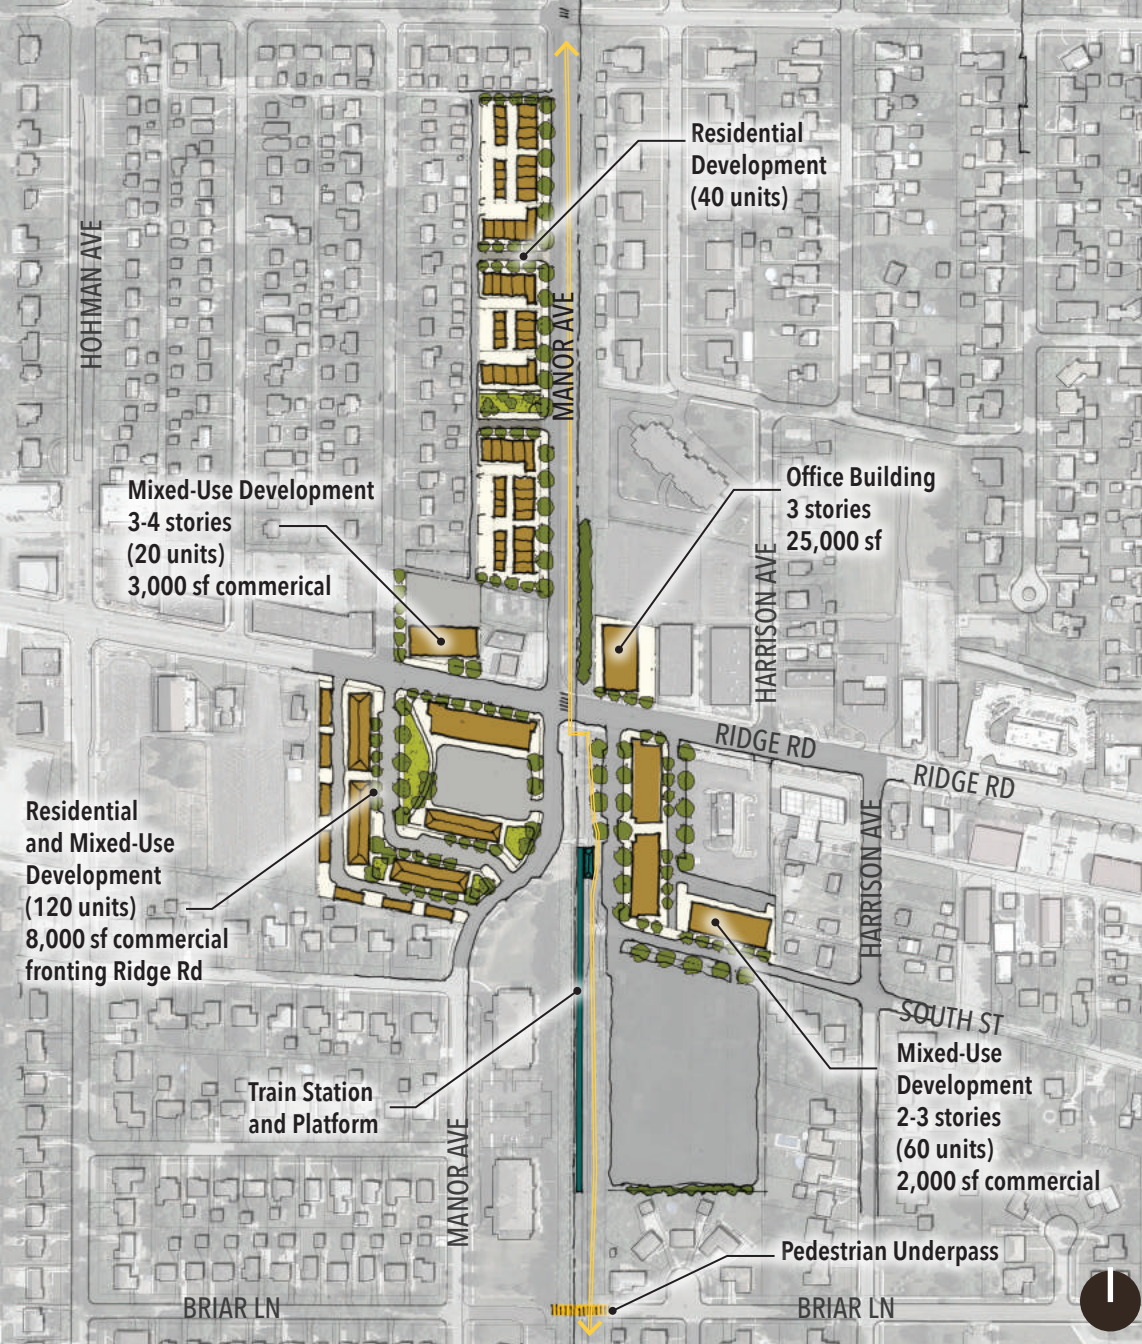 Residential
Development
(40 units)
HOHMAN AVE
MANOR AVE
Mixed-Use Development
3-4 stories
(20 units)
3,000 sf commerical
Office Building
3 stories
25,000 sf
HARRISON AVE
RIDGE RD
RIDGE RD
Residential
and Mixed-Use
Development
(120 units)
8,000 sf commercial
fronting Ridge Rd
HARRISON AVE
SOUTH ST
Mixed-Use
Development
2-3 stories
(60 units)
2,000 sf commercial
Train Station
and Platform
MANOR AVE
Pedestrian Underpass
BRIAR LN
BRIAR LN